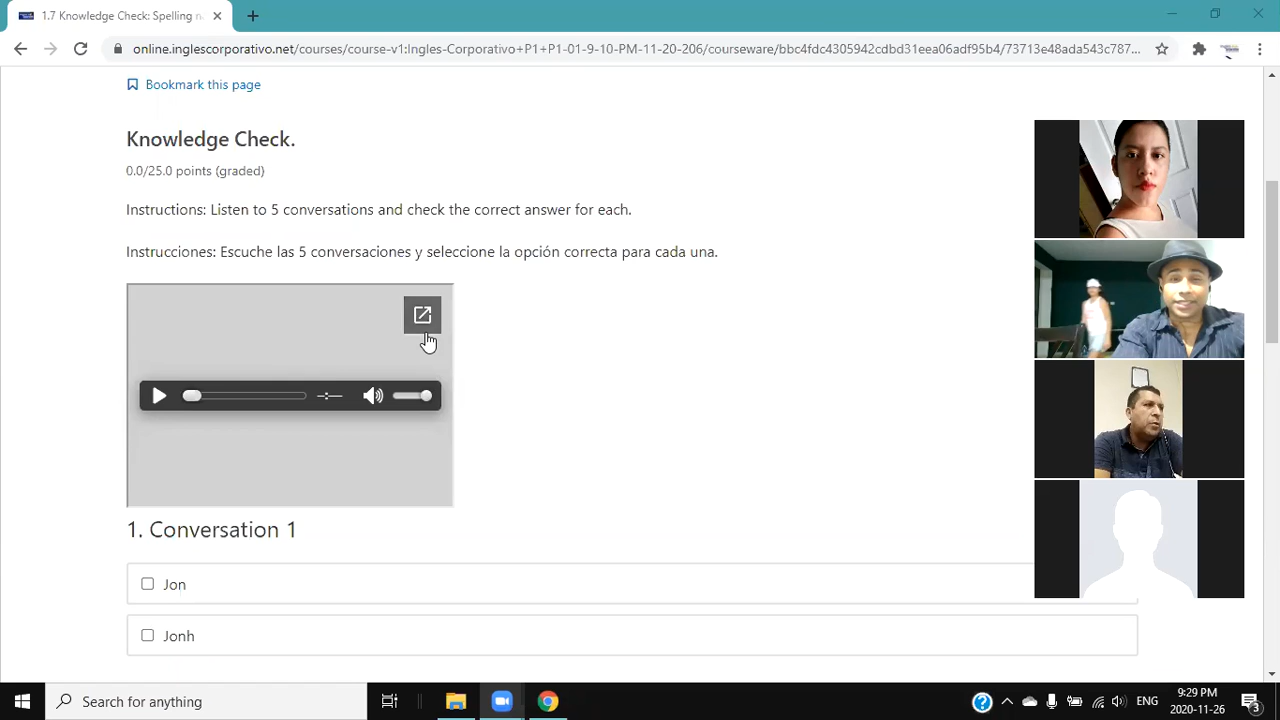 1.7 Knowledge Check: Spelling n
online.inglescorporativo.net/courses/course-v1:Ingles-Corporativo+P1+P1-01-9-10-PM-11-20-206/courseware/bbc4fdc4305942cdbd31eea06adf95b4/73713e48ada543c787...
Bookmark this page
Knowledge Check.
0.0/25.0 points (graded)
Instructions: Listen to 5 conversations and check the correct answer for each.
Instrucciones: Escuche las 5 conversaciones y seleccione la opción correcta para cada una.
-:--
1. Conversation 1
Jon
Jonh
Search for anything
ENG
9:29 PM
2020-11-26
3